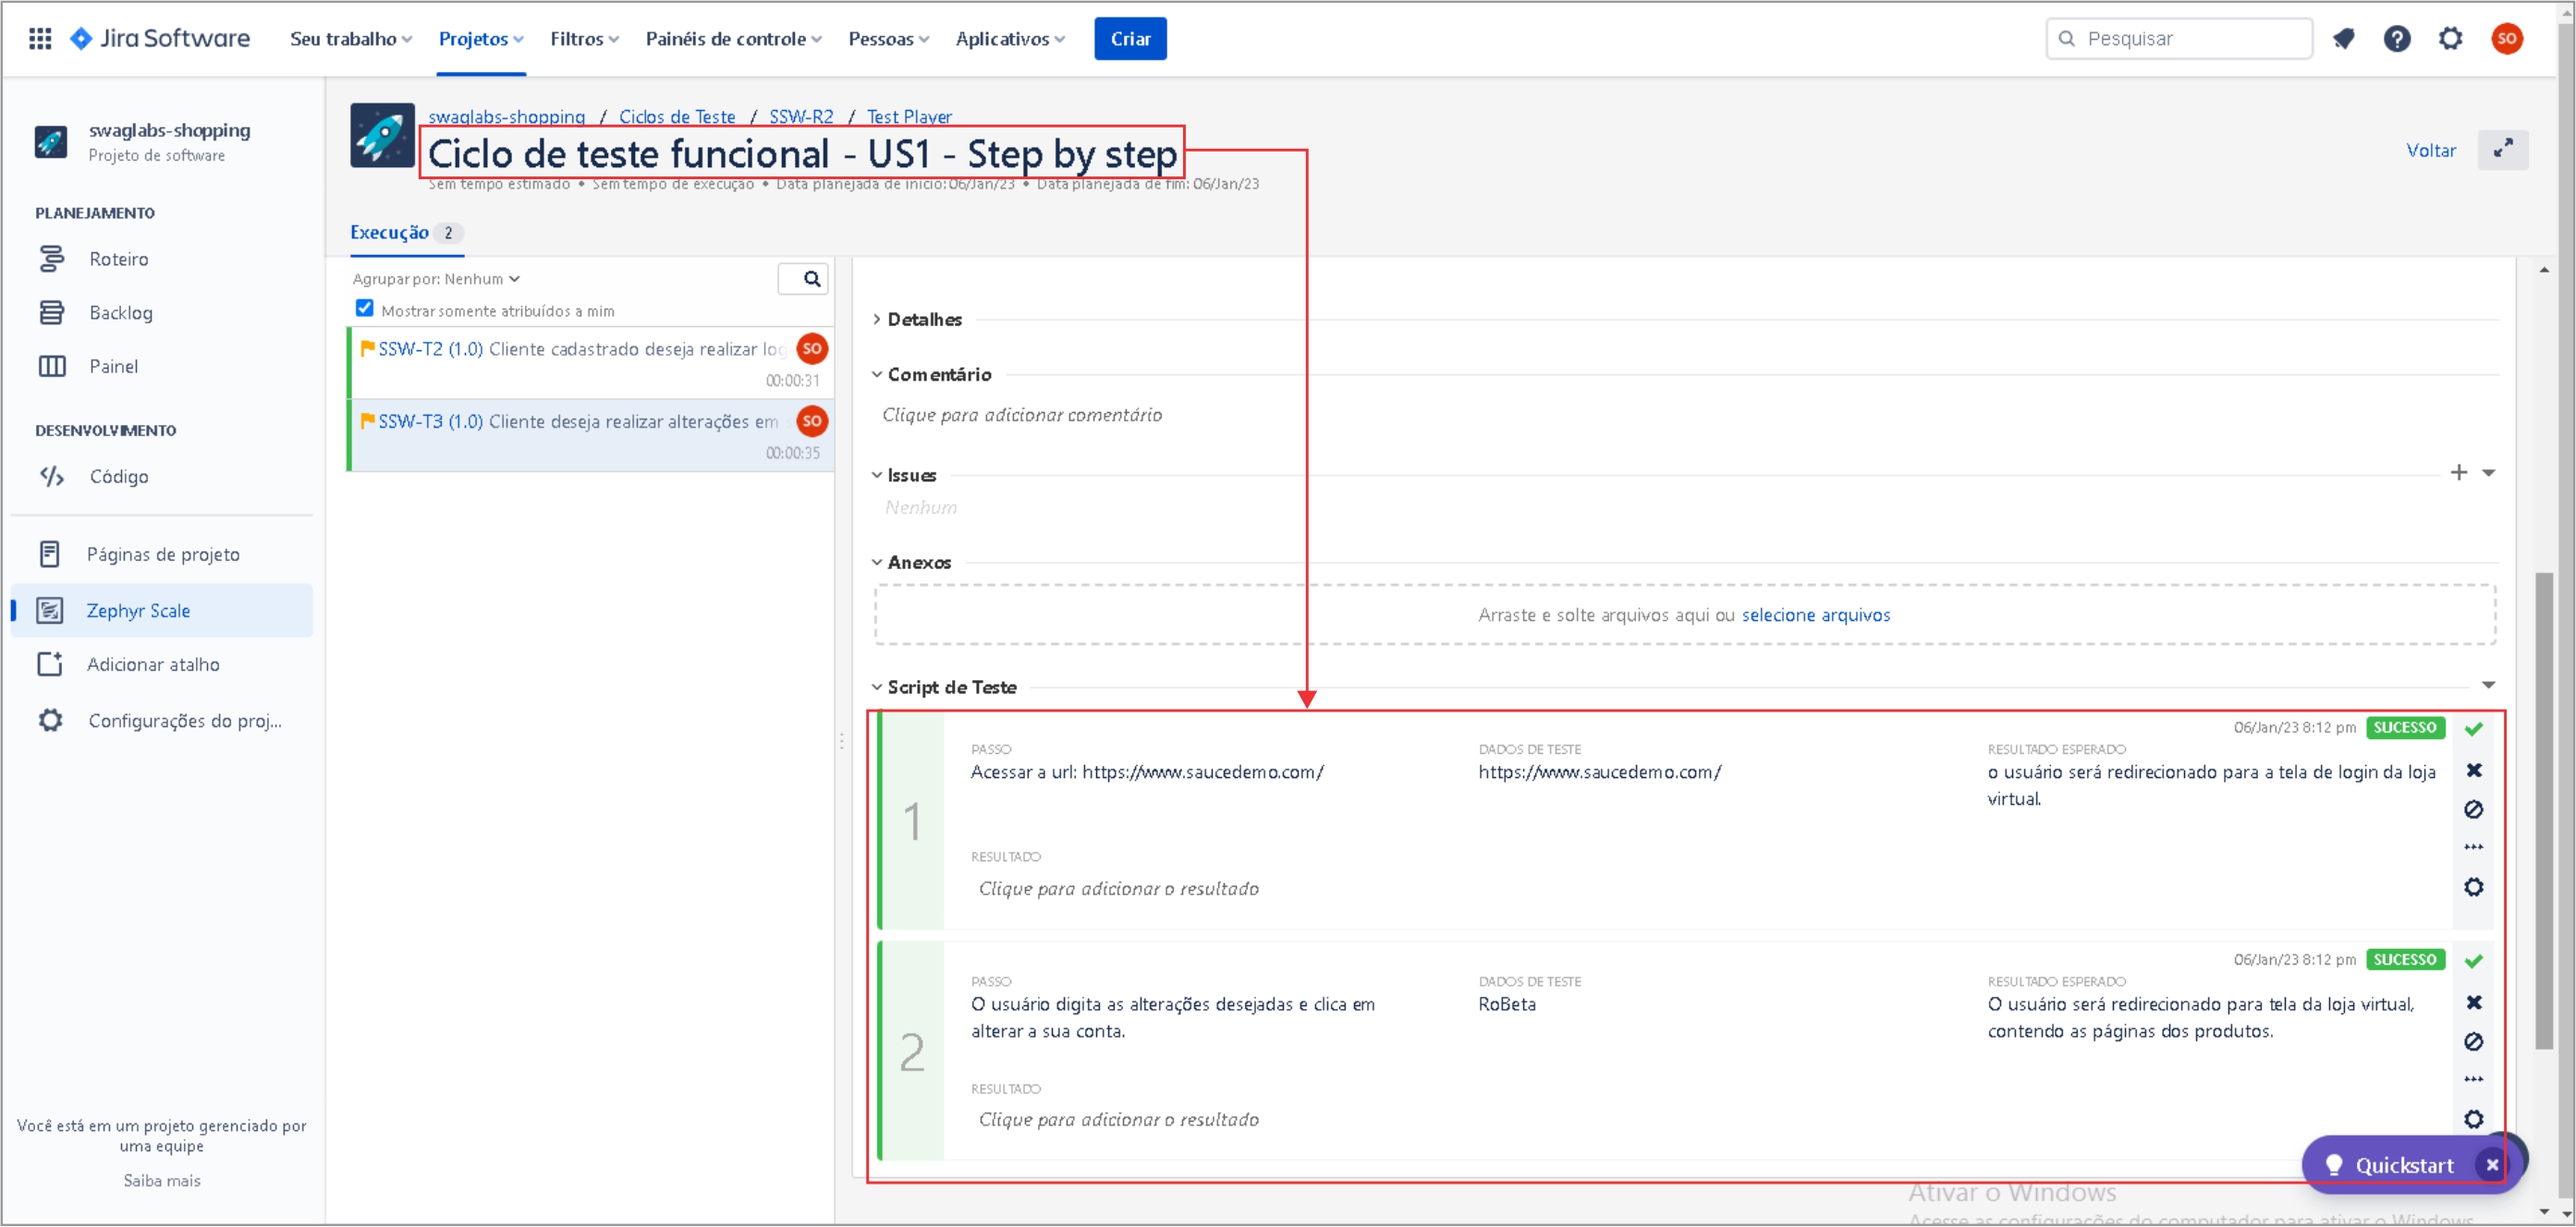 Jira Software Seu trabalho Projetos Filtros Painéis de controle Pessoas Aplicativos Criar Pesquisar SO
swaglabs-shopping
Projeto de software
PLANEJAMENTO
Roteiro
Backlog
Painel
DESENVOLVIMENTO
Código
Páginas de projeto
Zephyr Scale
Adicionar atalho
Configurações do proj...
Você está em um projeto gerenciado por
uma equipe
Saiba mais
swaglabs-shopping / Ciclos de Teste / SSW-R2 / Test Player
Ciclo de teste funcional - US1 - Step by step
Sem tempo estimado • Sem tempo de execução • Data planejada de início: 06/Jan/23 • Data planejada de fim: 06/Jan/23
Voltar
Execução 2
Agrupar por: Nenhum
Mostrar somente atribuídos a mim
SSW-T2 (1.0) Cliente cadastrado deseja realizar log SO
00:00:31
SSW-T3 (1.0) Cliente deseja realizar alterações em SO
00:00:35
Detalhes
Comentário
Clique para adicionar comentário
Issues
Nenhum
Anexos
Arraste e solte arquivos aqui ou selecione arquivos
Script de Teste
06/Jan/23 8:12 pm SUCESSO
1
PASSO
Acessar a url: https://www.saucedemo.com/
DADOS DE TESTE
https://www.saucedemo.com/
RESULTADO ESPERADO
o usuário será redirecionado para a tela de login da loja
virtual.
RESULTADO
Clique para adicionar o resultado
06/Jan/23 8:12 pm SUCESSO
2
PASSO
O usuário digita as alterações desejadas e clica em
alterar a sua conta.
DADOS DE TESTE
RoBeta
RESULTADO ESPERADO
O usuário será redirecionado para tela da loja virtual,
contendo as páginas dos produtos.
RESULTADO
Clique para adicionar o resultado
Quickstart
Ativar o Windows
Acesse as configurações do computador para ativar o Windows